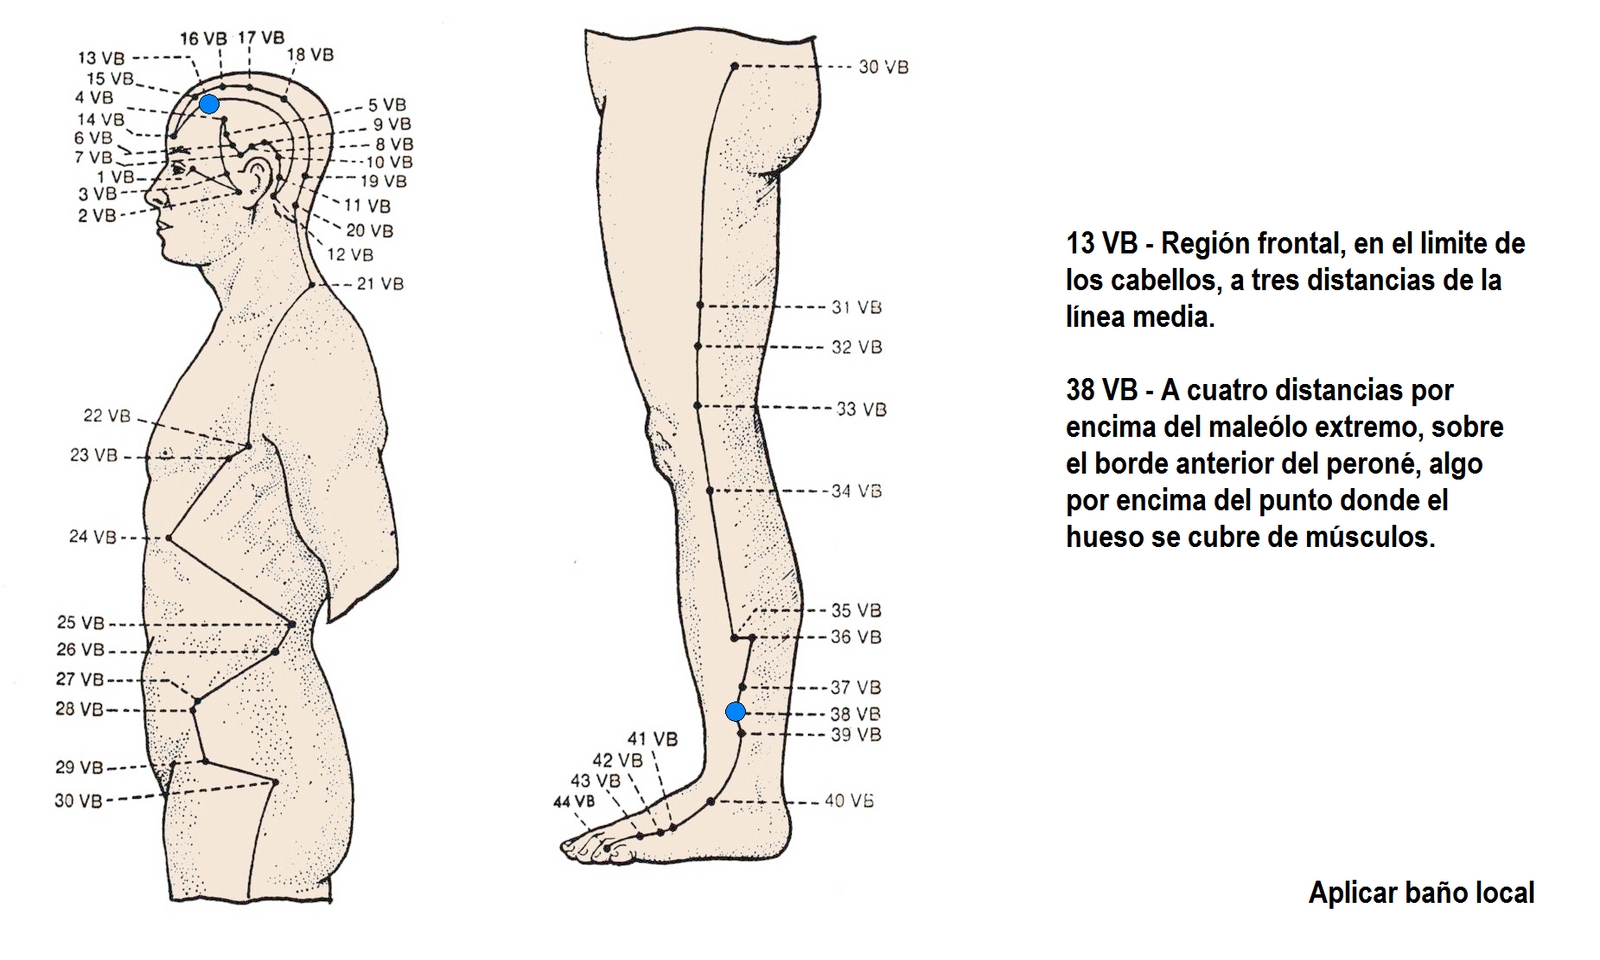 16 VB
17 VB
13 VB
18 VB
15 VB
4 VB
5 VB
14 VB
9 VB
6 VB
8 VB
7 VB
10 VB
1 VB
19 VB
3 VB
11 VB
2 VB
20 VB
12 VB
21 VB
22 VB
23 VB
24 VB
25 VB
26 VB
27 VB
28 VB
29 VB
30 VB
30 VB
31 VB
32 VB
33 VB
34 VB
35 VB
36 VB
37 VB
38 VB
39 VB
41 VB
42 VB
43 VB
44 VB
40 VB
13 VB - Región frontal, en el limite de
los cabellos, a tres distancias de la
línea media.
38 VB - A cuatro distancias por
encima del maleólo extremo, sobre
el borde anterior del peroné, algo
por encima del punto donde el
hueso se cubre de músculos.
Aplicar baño local